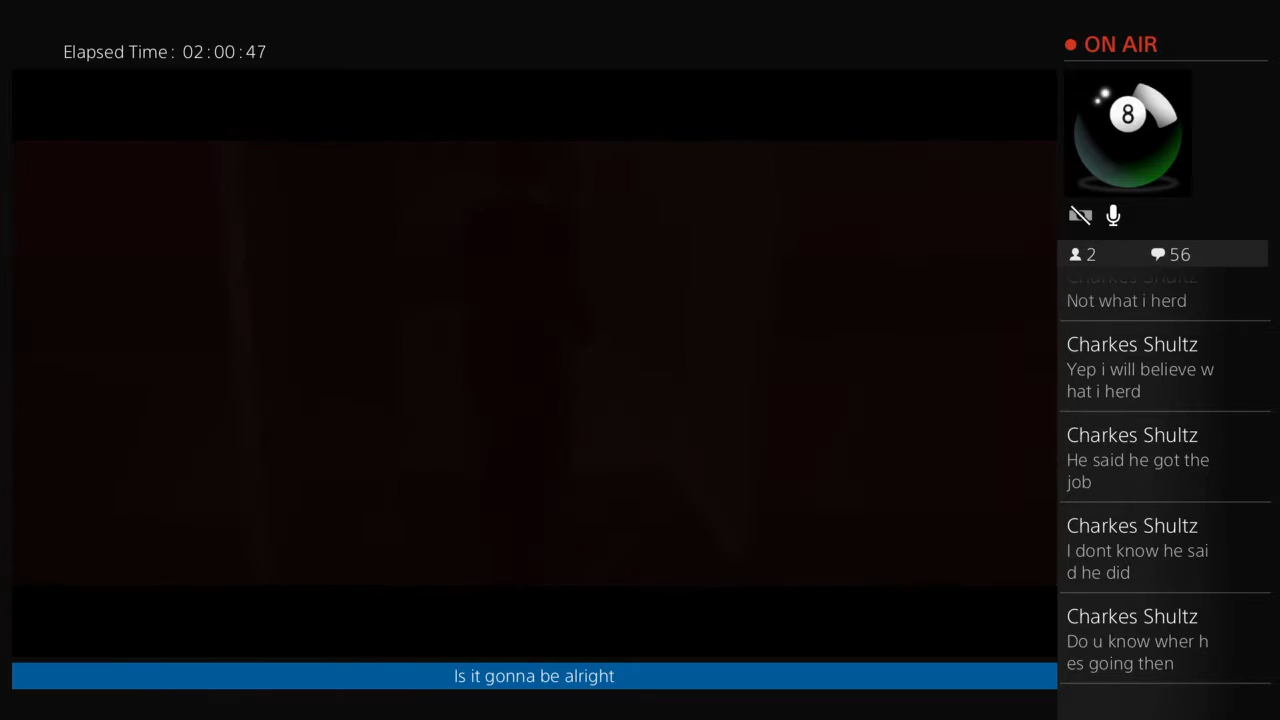 Elapsed Time: 02:00:47
ON AIR
8
2
56
Charkes Shultz
Not what i herd
Charkes Shultz
Yep i will believe w
hat i herd
Charkes Shultz
He said he got the
job
Charkes Shultz
I dont know he sai
d he did
Charkes Shultz
Do u know wher h
es going then
Is it gonna be alright